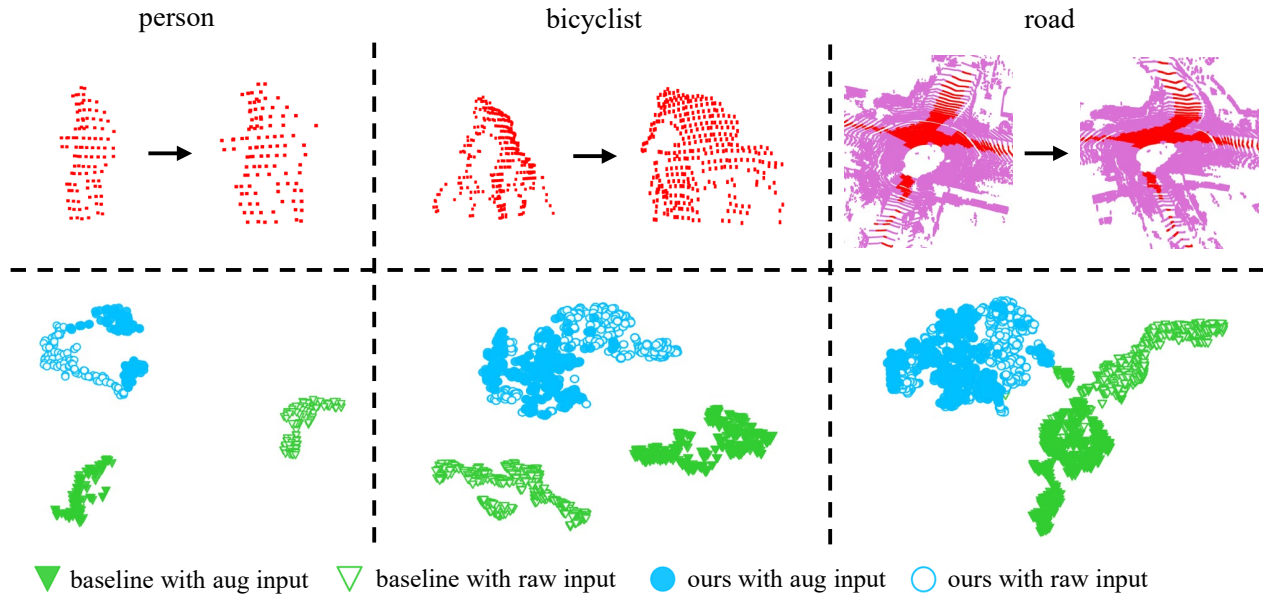 person
bicyclist
road
baseline with aug input
baseline with raw input
ours with aug input
ours with raw input